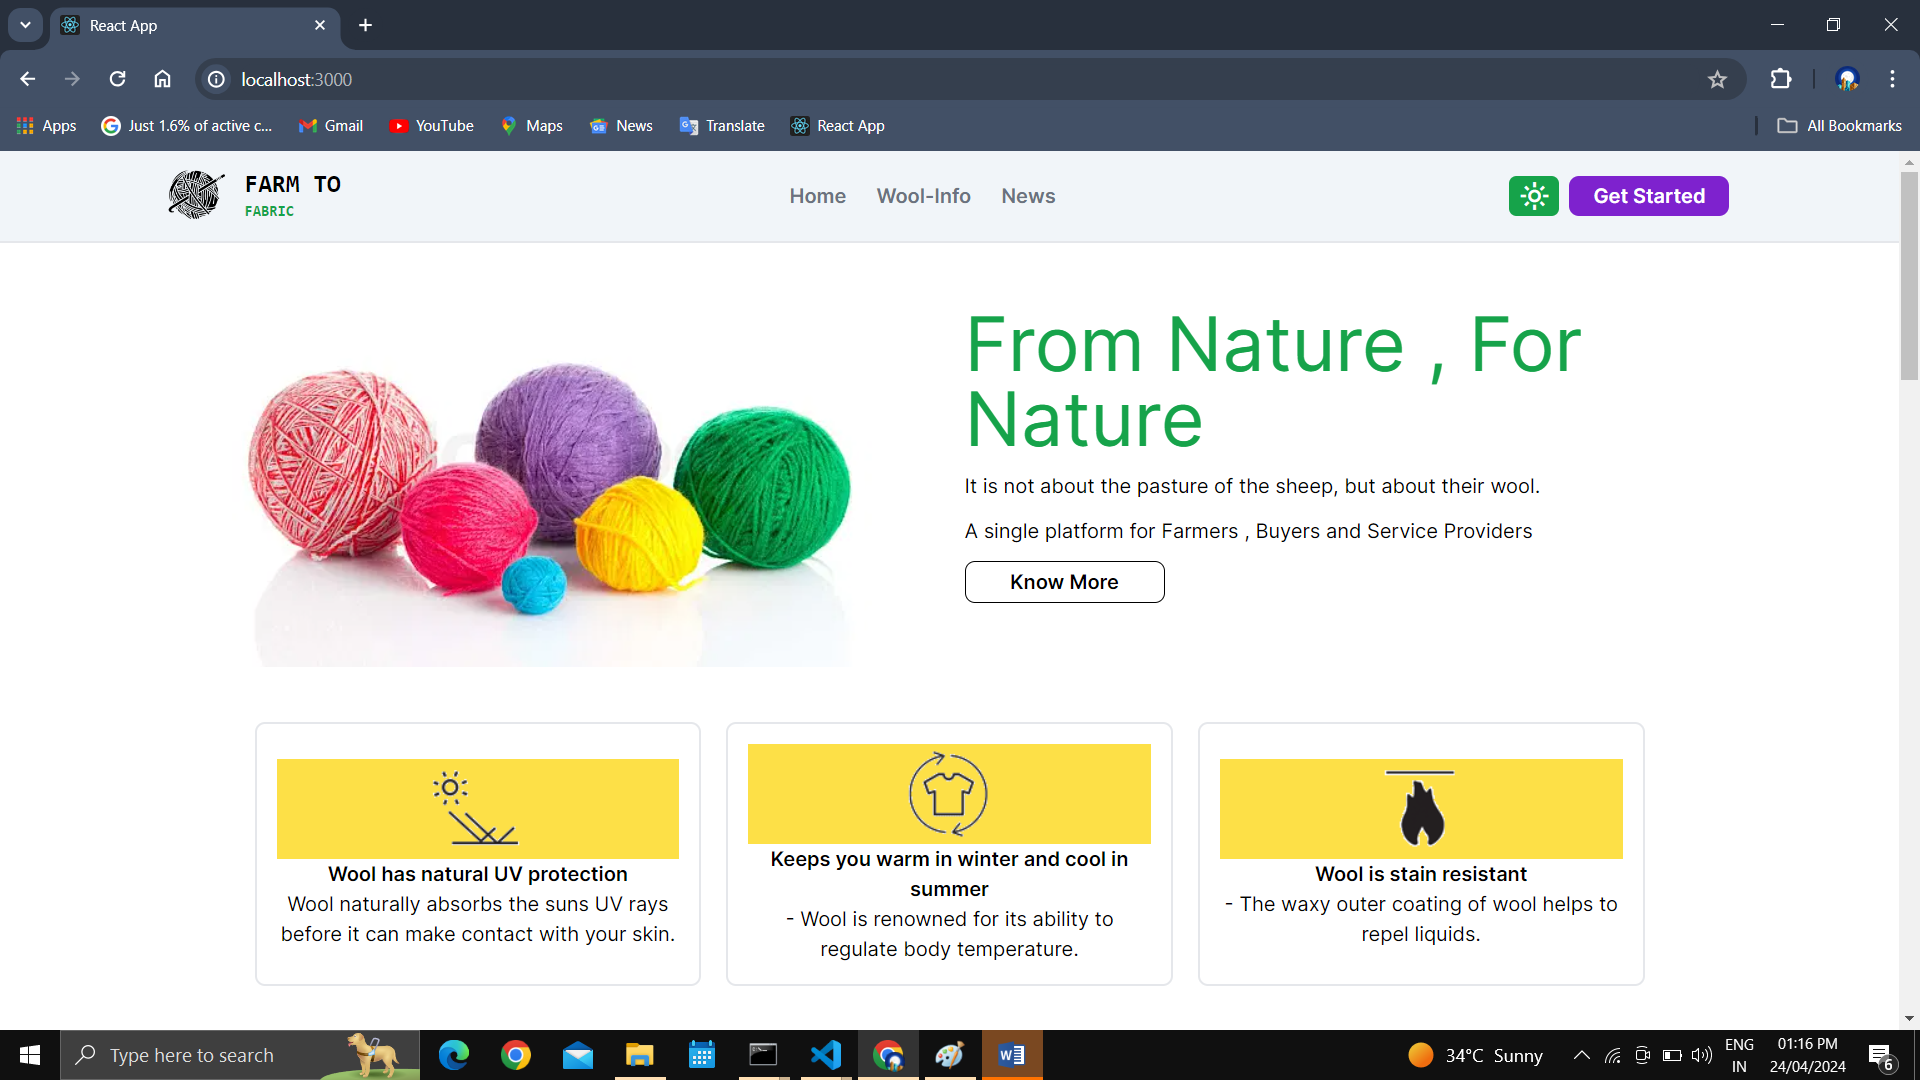 React App
localhost:3000
Apps
Just 1.6% of active c...
Gmail
YouTube
Maps
News
Translate
React App
All Bookmarks
FARM TO
FABRIC
Home
Wool-Info
News
Get Started
From Nature , For
Nature
It is not about the pasture of the sheep, but about their wool.
A single platform for Farmers , Buyers and Service Providers
Know More
Wool has natural UV protection
Wool naturally absorbs the suns UV rays
before it can make contact with your skin.
Keeps you warm in winter and cool in
summer
- Wool is renowned for its ability to
regulate body temperature.
Wool is stain resistant
- The waxy outer coating of wool helps to
repel liquids.
Type here to search
34°C Sunny
ENG
IN
01:16 PM
24/04/2024
6